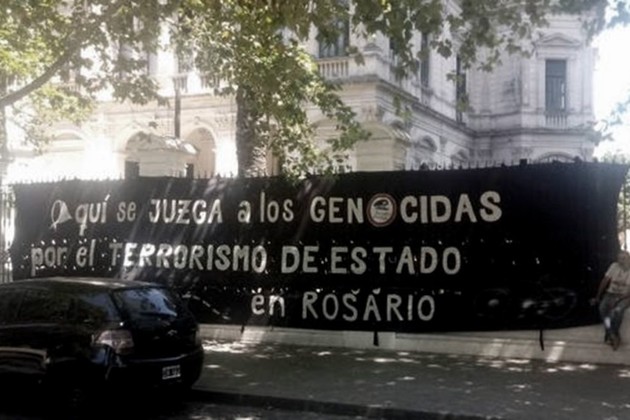 Aquí se JUZGA a los GENOCIDAS
por el TERRORISMO DE ESTADO
en ROSARIO